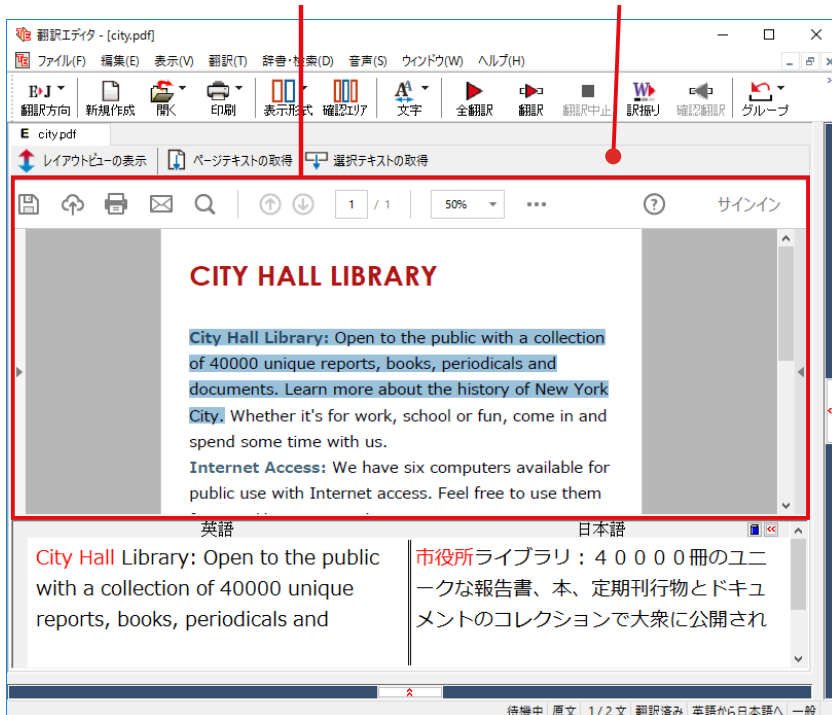 翻訳エディタ - [city.pdf]
ファイル(F) 編集(E) 表示(V) 翻訳(T) 辞書・検索(D) 音声(S) ウィンドウ(W) ヘルプ(H)
E▸J
翻訳方向 新規作成 開く 印刷 表示形式 確認エリア 文字 全翻訳 翻訳 翻訳中止 訳振り 確認翻訳 グループ
E city.pdf
レイアウトビューの表示 ページテキストの取得 選択テキストの取得
1 / 1 50% サインイン
CITY HALL LIBRARY
City Hall Library: Open to the public with a collection
of 40000 unique reports, books, periodicals and
documents. Learn more about the history of New York
City. Whether it's for work, school or fun, come in and
spend some time with us.
Internet Access: We have six computers available for
public use with Internet access. Feel free to use them
英語 日本語
City Hall Library: Open to the public
with a collection of 40000 unique
reports, books, periodicals and
市役所ライブラリ：４００００冊のユニ
ークな報告書、本、定期刊行物とドキュ
メントのコレクションで大衆に公開され
待機中 原文 1/2文 翻訳済み 英語から日本語へ 一般